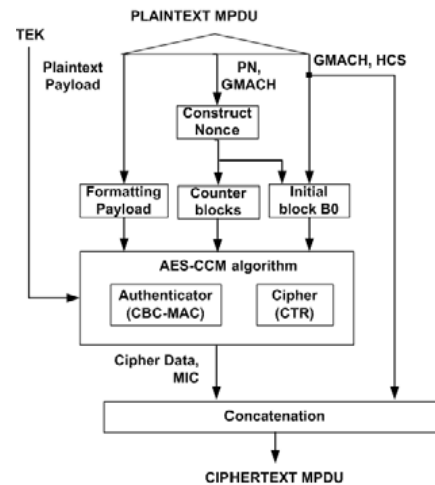 PLAINTEXT MPDU
TEK
Plaintext
Payload
PN,
GMACH
GMACH, HCS
Construct
Nonce
Formatting
Payload
Counter
blocks
Initial
block B0
AES-CCM algorithm
Authenticator
(CBC-MAC)
Cipher
(CTR)
Cipher Data,
MIC
Concatenation
CIPHERTEXT MPDU